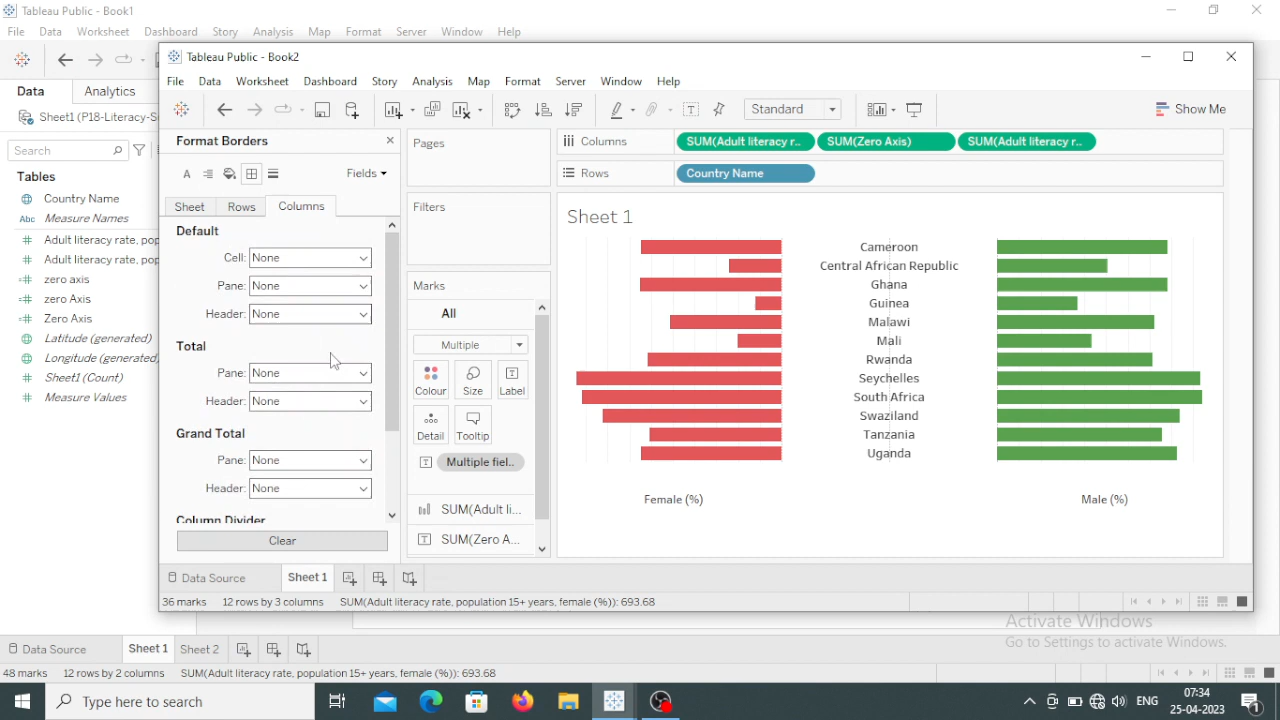 Tableau Public - Book1
File Data Worksheet Dashboard Story Analysis Map Format Server Window Help
Data Analytics
Sheet1 (P18-Literacy-S
Search
Tables
Country Name
Abc Measure Names
Adult literacy rate, pop
Adult literacy rate, pop
zero axis
zero Axis
Zero Axis
Latitude (generated)
Longitude (generated)
Sheet1 (Count)
Measure Values
Tableau Public - Book2
File Data Worksheet Dashboard Story Analysis Map Format Server Window Help
Standard
Show Me
Format Borders
Fields
Sheet Rows Columns
Default
Cell: None
Pane: None
Header: None
Total
Pane: None
Header: None
Grand Total
Pane: None
Header: None
Column Divider
Clear
Pages
Filters
Marks
All
Multiple
Colour Size Label
Detail Tooltip
Multiple fiel..
SUM(Adult li...
SUM(Zero A...
Columns SUM(Adult literacy r.. SUM(Zero Axis) SUM(Adult literacy r..
Rows Country Name
Sheet 1
Cameroon
Central African Republic
Ghana
Guinea
Malawi
Mali
Rwanda
Seychelles
South Africa
Swaziland
Tanzania
Uganda
Female (%) Male (%)
Data Source Sheet 1
36 marks 12 rows by 3 columns SUM(Adult literacy rate, population 15+ years, female (%)): 693.68
Activate Windows
Go to Settings to activate Windows.
Data Source Sheet 1 Sheet 2
48 marks 12 rows by 2 columns SUM(Adult literacy rate, population 15+ years, female (%)): 693.68
Type here to search
ENG
07:34
25-04-2023
1